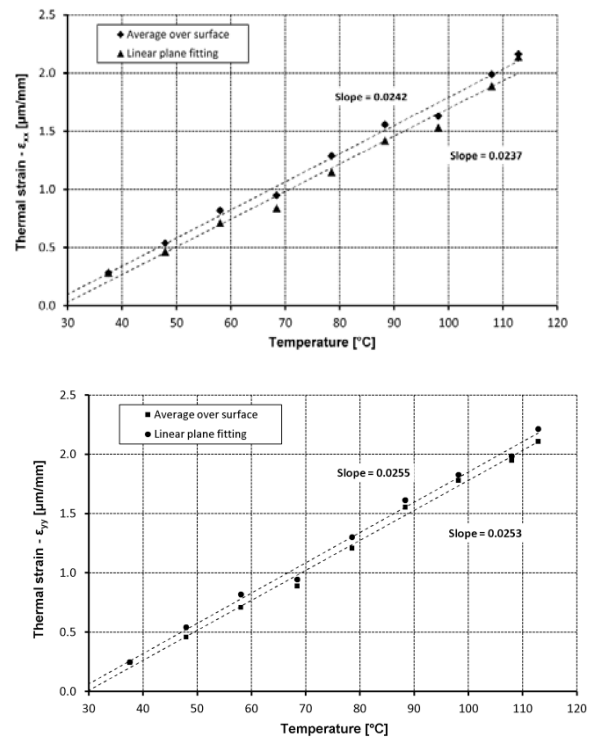 2.5
Average over surface
Linear plane fitting
2.0
Slope = 0.0242
1.5
Slope = 0.0237
1.0
0.5
0.0
30 40 50 60 70 80 90 100 110 120
Thermal strain - εxx [µm/mm]
Temperature [°C]
2.5
Average over surface
Linear plane fitting
2.0
Slope = 0.0255
1.5
Slope = 0.0253
1.0
0.5
0.0
30 40 50 60 70 80 90 100 110 120
Thermal strain - εyy [µm/mm]
Temperature [°C]